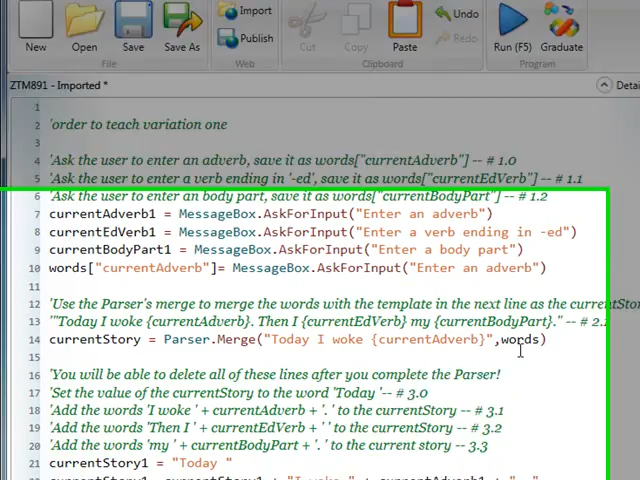 Import
Undo
Publish
Redo
New
Open
Save
Save As
Cut
Copy
Paste
Run (F5)
Graduate
File
Web
Clipboard
Program
ZTM891 - Imported *
Detai
1
2 'order to teach variation one
3
4 'Ask the user to enter an adverb, save it as words["currentAdverb"] -- # 1.0
5 'Ask the user to enter a verb ending in '-ed', save it as words["currentEdVerb"] -- # 1.1
6 'Ask the user to enter an body part, save it as words["currentBodyPart"] -- # 1.2
7 currentAdverb1 = MessageBox.AskForInput("Enter an adverb")
8 currentEdVerb1 = MessageBox.AskForInput("Enter a verb ending in -ed")
9 currentBodyPart1 = MessageBox.AskForInput("Enter a body part")
10 words["currentAdverb"]= MessageBox.AskForInput("Enter an adverb")
11
12 'Use the Parser's merge to merge the words with the template in the next line as the currentStor
13 '"Today I woke {currentAdverb}. Then I {currentEdVerb} my {currentBodyPart}." -- # 2.1
14 currentStory = Parser.Merge("Today I woke {currentAdverb}",words)
15
16 'You will be able to delete all of these lines after you complete the Parser!
17 'Set the value of the currentStory to the word 'Today '-- # 3.0
18 'Add the words 'I woke ' + currentAdverb + '. ' to the currentStory -- # 3.1
19 'Add the words 'Then I ' + currentEdVerb + ' ' to the currentStory -- # 3.2
20 'Add the words 'my ' + currentBodyPart + '. ' to the current story -- 3.3
21 currentStory1 = "Today "